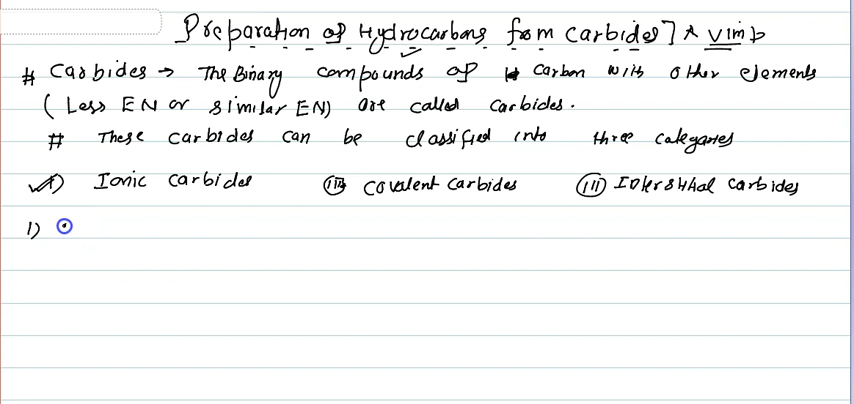 Preparation of Hydrocarbons from Carbides] * V.imp
# Carbides → The Binary compounds of Carbon with other elements
(Less EN or similar EN) are called carbides.
# These carbides can be classified into three categories
i) Ionic carbides (ii) Covalent carbides (iii) Interstitial carbides
1)